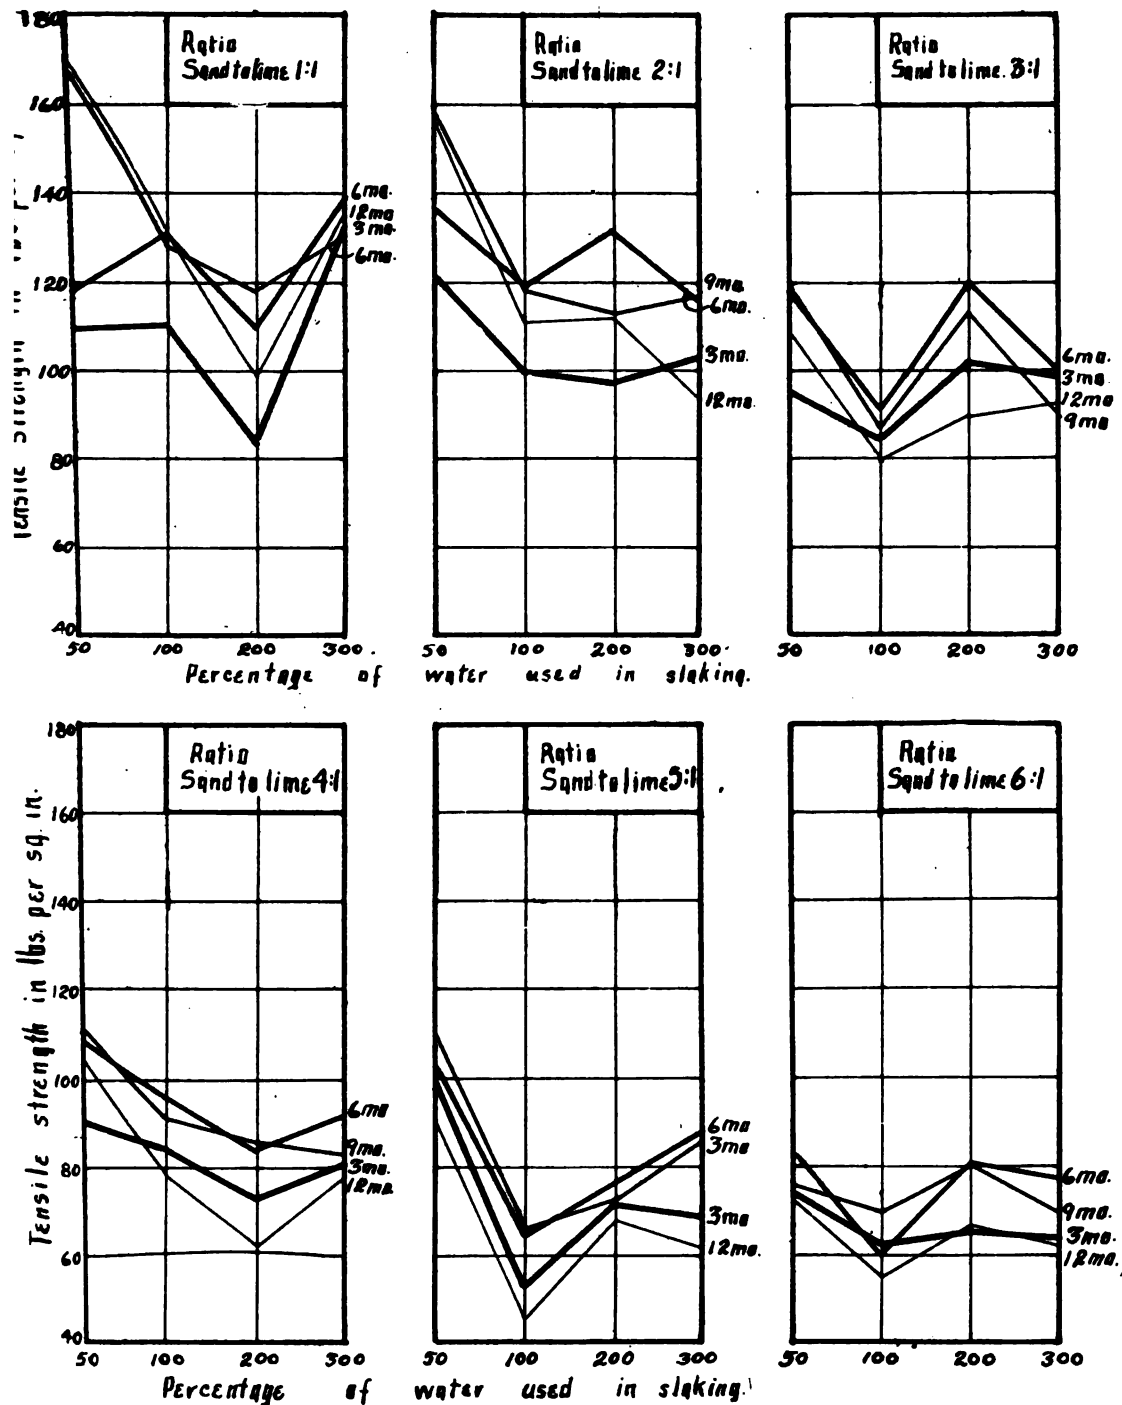 180
Ratio
Sand to lime 1:1
Ratio
Sand to lime 2:1
Ratio
Sand to lime. 3:1
160
140
120
100
80
60
40
6mo.
12mo
3mo.
6mo.
9mo
6mo.
3mo.
12mo.
6mo.
3mo
12mo
9mo
Tensile strength in
50 100 200 300.
50 100 200 300.
50 100 200 300
Percentage of water used in slaking.
180
Ratio
Sand to lime 4:1
Ratio
Sand to lime 5:1
Ratio
Sand to lime 6:1
160
140
120
100
80
60
40
Tensile strength in lbs. per sq. in.
6mo
9mo.
3mo.
12mo.
6mo
3mo.
3mo
12mo.
6mo.
9mo.
3mo.
12mo.
50 100 200 300
50 100 200 300
50 100 200 300
Percentage of water used in slaking.